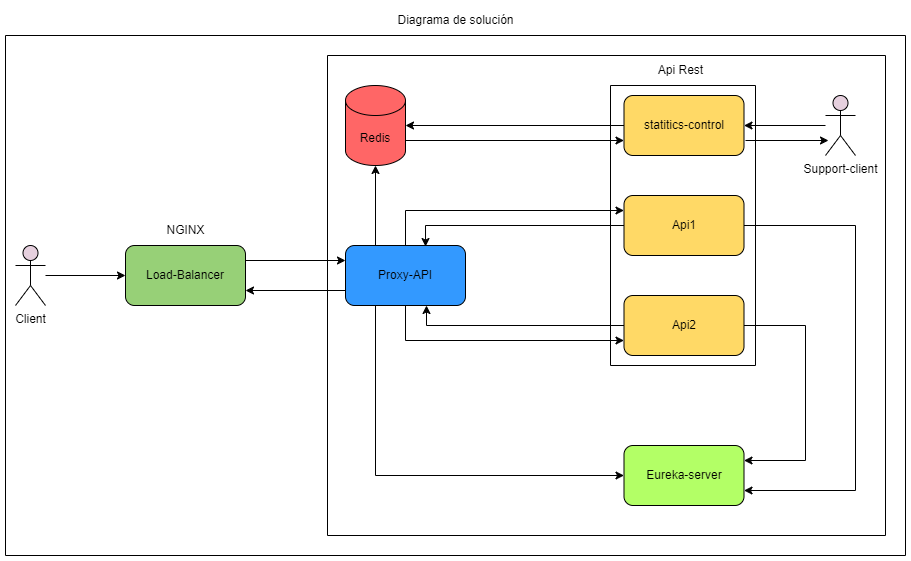 Diagrama de solución
Api Rest
Redis
statitics-control
Support-client
NGINX
Api1
Client
Load-Balancer
Proxy-API
Api2
Eureka-server